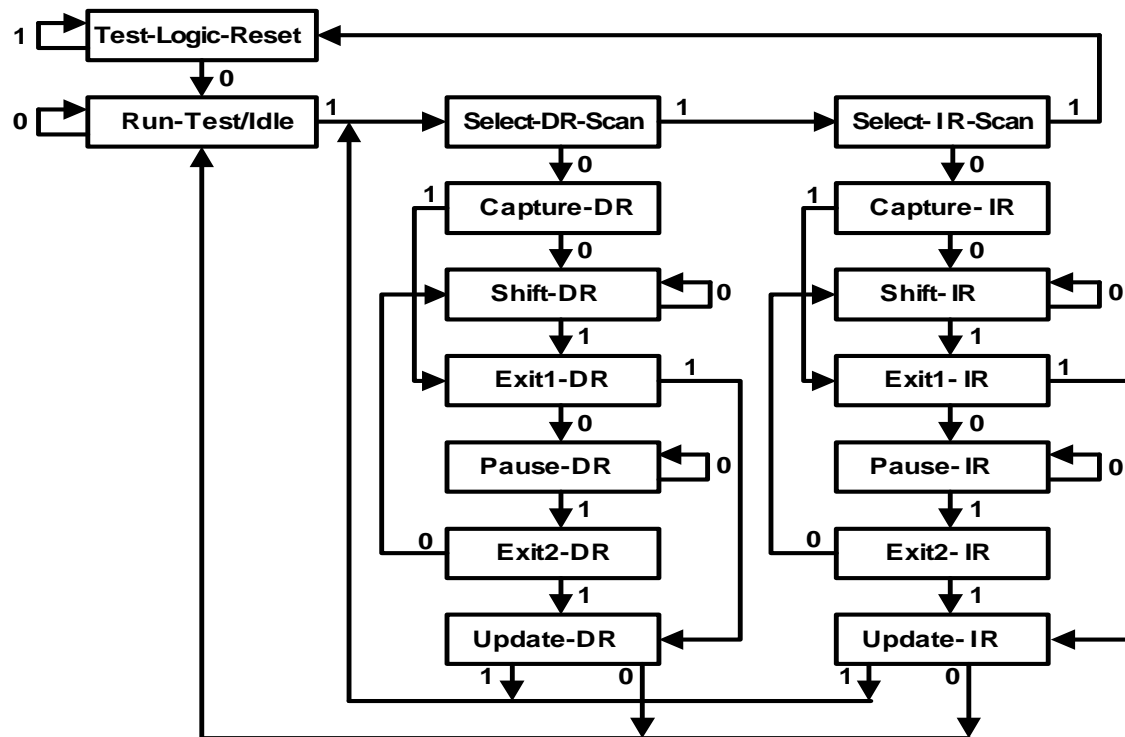 Test-Logic-Reset
1
0
Run-Test/Idle
0
1
Select-DR-Scan
1
Select-IR-Scan
1
0
0
1
Capture-DR
1
Capture-IR
0
0
Shift-DR
0
Shift-IR
0
1
1
Exit1-DR
1
Exit1-IR
1
0
0
Pause-DR
0
Pause-IR
0
1
1
0
Exit2-DR
0
Exit2-IR
1
1
Update-DR
Update-IR
1
0
1
0